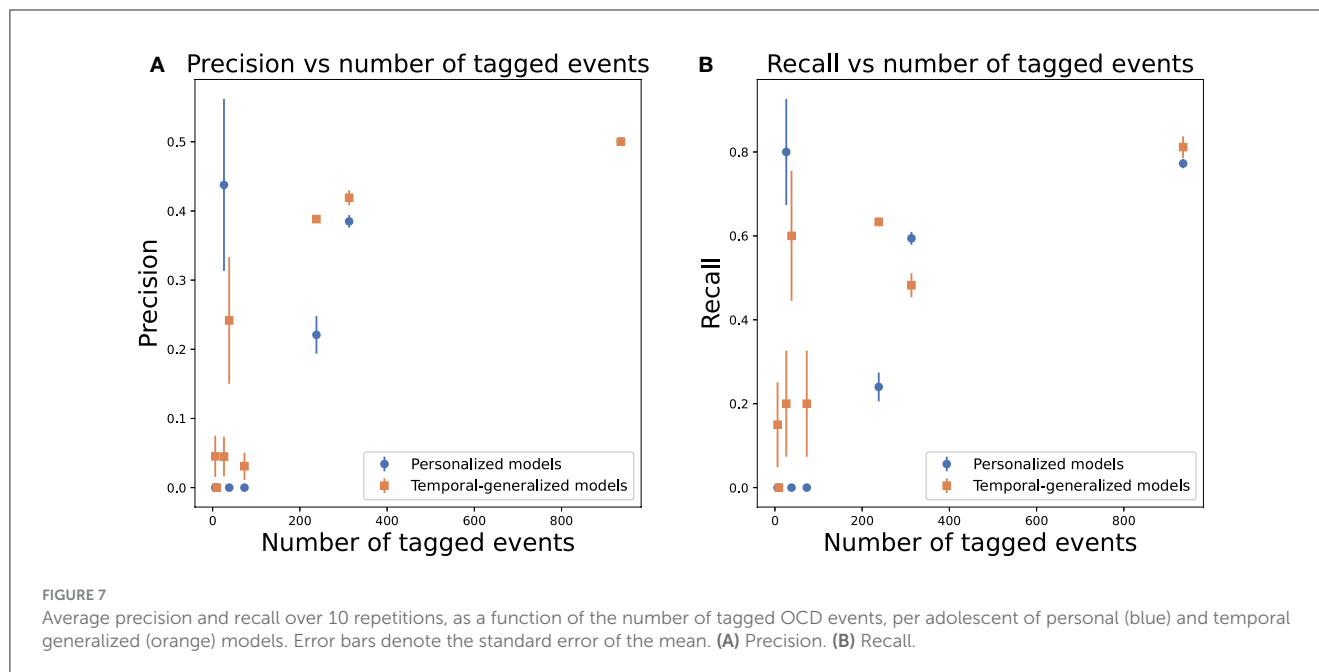 A Precision vs number of tagged events
0.5
0.4
0.3
0.2
0.1
0.0
Precision
Personalized models
Temporal-generalized models
0 200 400 600 800
Number of tagged events
B Recall vs number of tagged events
0.8
0.6
0.4
0.2
0.0
Recall
Personalized models
Temporal-generalized models
0 200 400 600 800
Number of tagged events
FIGURE 7
Average precision and recall over 10 repetitions, as a function of the number of tagged OCD events, per adolescent of personal (blue) and temporal
generalized (orange) models. Error bars denote the standard error of the mean. (A) Precision. (B) Recall.